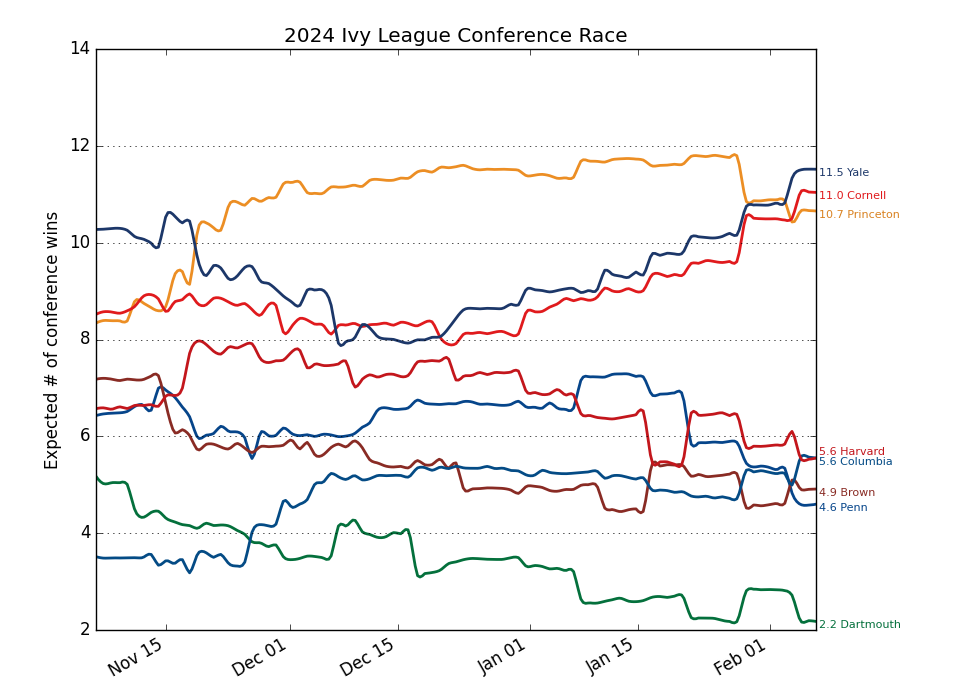 2024 Ivy League Conference Race
Expected # of conference wins
14
12
10
8
6
4
2
11.5 Yale
11.0 Cornell
10.7 Princeton
5.6 Harvard
5.6 Columbia
4.9 Brown
4.6 Penn
2.2 Dartmouth
Nov 15
Dec 01
Dec 15
Jan 01
Jan 15
Feb 01